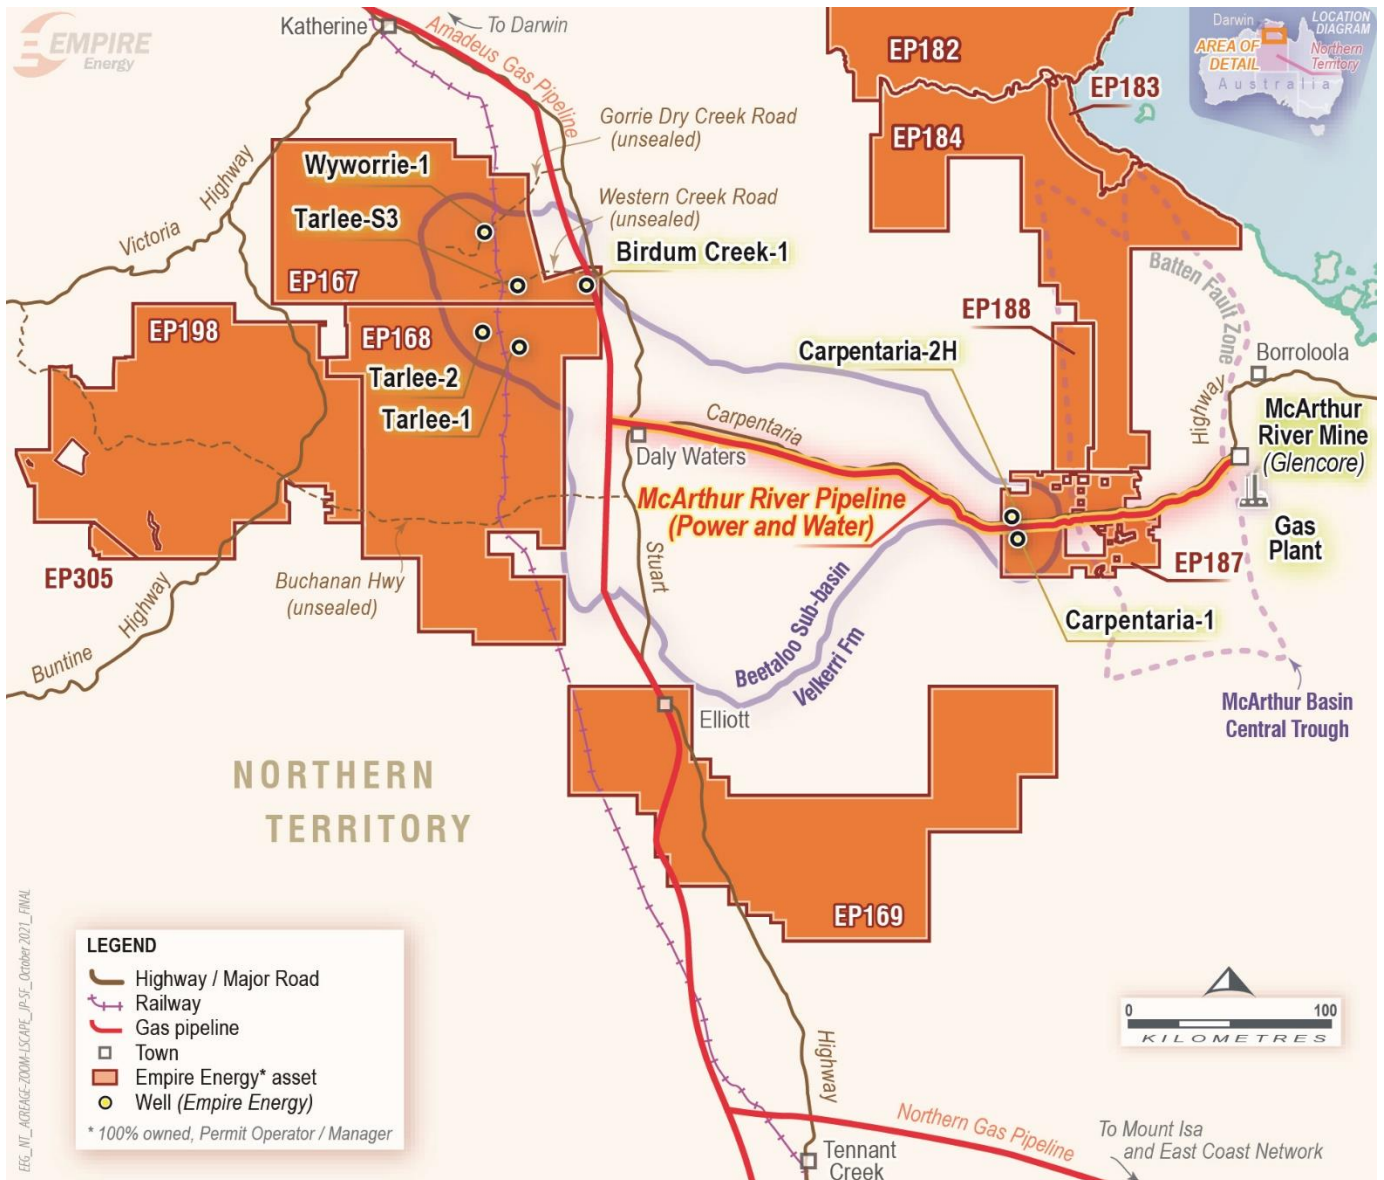 EMPIRE
Energy
Katherine
To Darwin
Amadeus Gas Pipeline
Gorrie Dry Creek Road
(unsealed)
Western Creek Road
(unsealed)
Victoria
Highway
Wyworrie-1
Tarlee-S3
EP167
Birdum Creek-1
EP198
EP168
Tarlee-2
Tarlee-1
EP305
Buchanan Hwy
(unsealed)
Buntine
Highway
EP182
EP183
EP184
Darwin
LOCATION
DIAGRAM
AREA OF
DETAIL
Northern
Territory
Australia
Batten Fault Zone
EP188
Carpentaria-2H
Borroloola
Highway
McArthur
River Mine
(Glencore)
Gas
Plant
Carpentaria
Daly Waters
McArthur River Pipeline
(Power and Water)
Stuart
EP187
Carpentaria-1
Beetaloo Sub-basin
Velkerri Fm
McArthur Basin
Central Trough
Elliott
NORTHERN
TERRITORY
EP169
Highway
Northern Gas Pipeline
To Mount Isa
and East Coast Network
Tennant
Creek
0 100
KILOMETRES
LEGEND
Highway / Major Road
Railway
Gas pipeline
Town
Empire Energy* asset
Well (Empire Energy)
* 100% owned, Permit Operator / Manager
EEG_NT_ACREAGE-ZOOM-LSCAPE_JP-SF_October 2021_FINAL